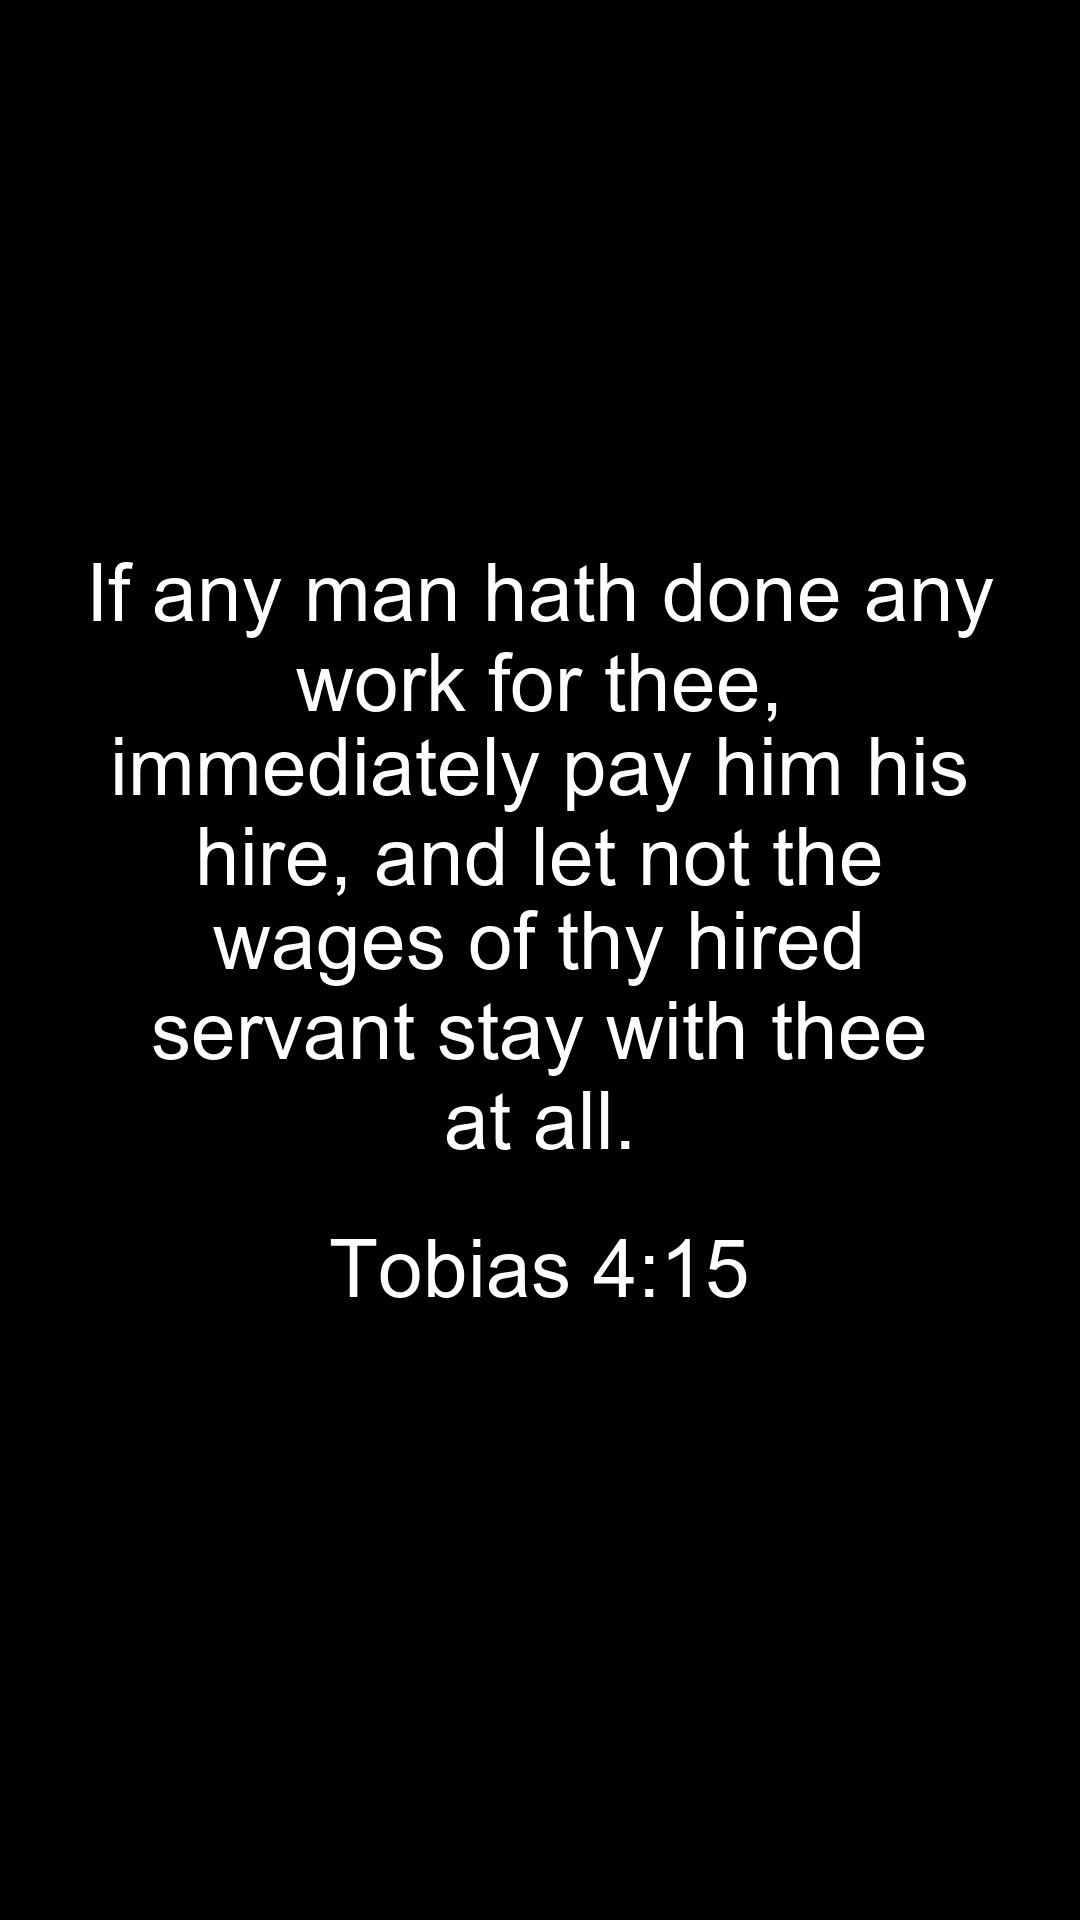 If any man hath done any
work for thee,
immediately pay him his
hire, and let not the
wages of thy hired
servant stay with thee
at all.
Tobias 4:15